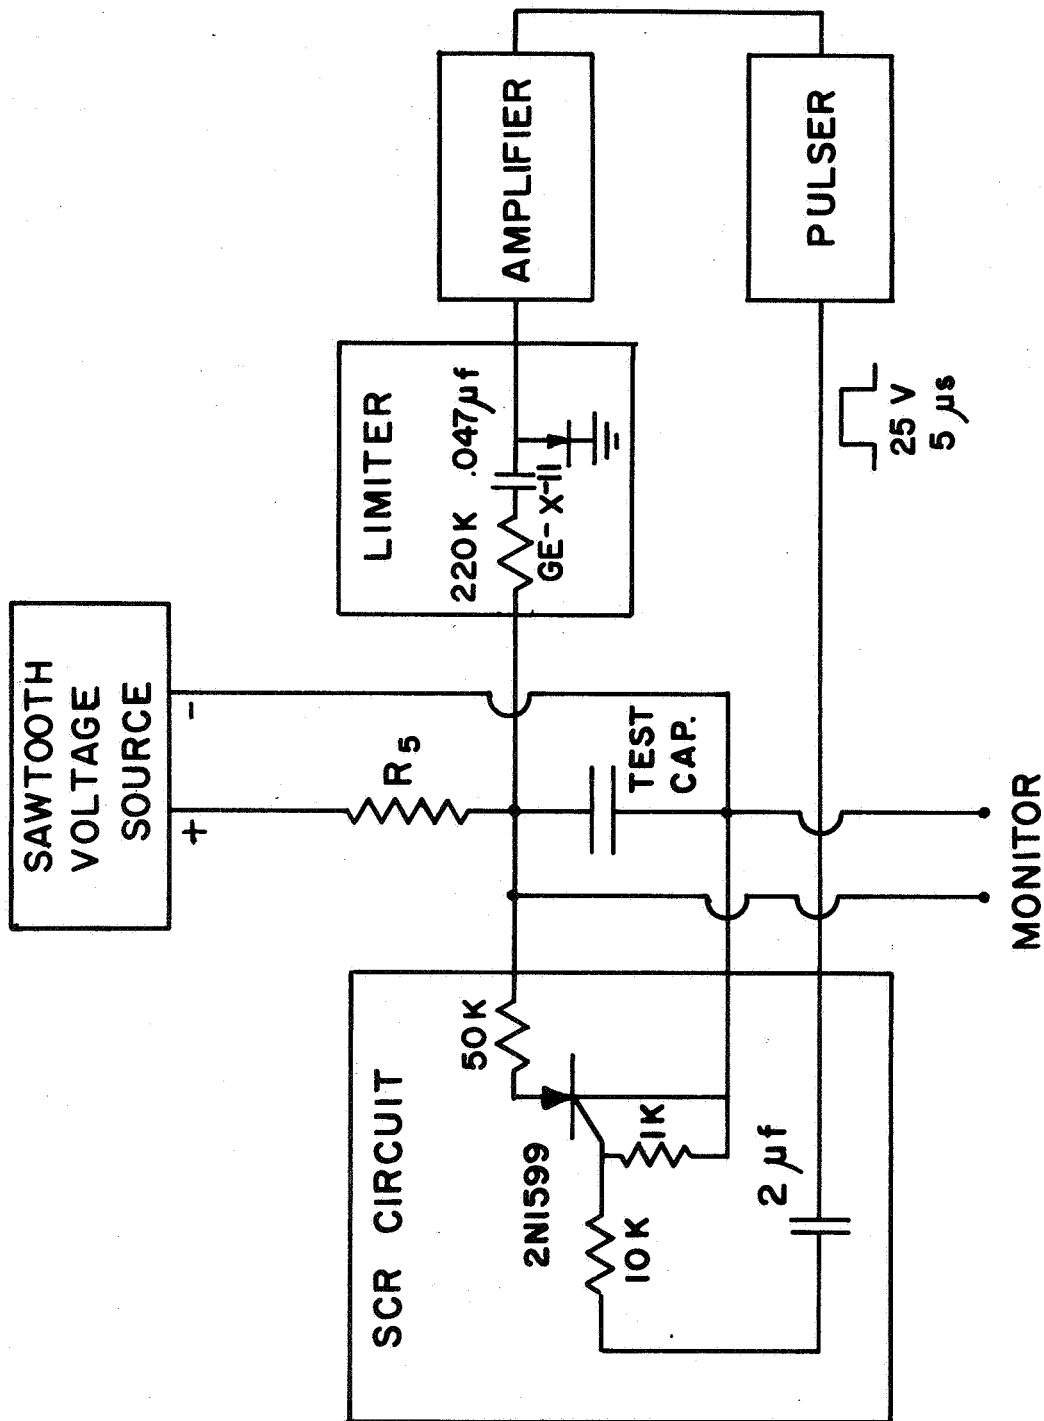 SAWTOOTH
VOLTAGE
SOURCE
+
-
R5
AMPLIFIER
PULSER
LIMITER
220K .047µf
GE-X-11
25 V
5 µs
TEST
CAP.
MONITOR
SCR CIRCUIT
50K
2N1599
1K
10K
2 µf